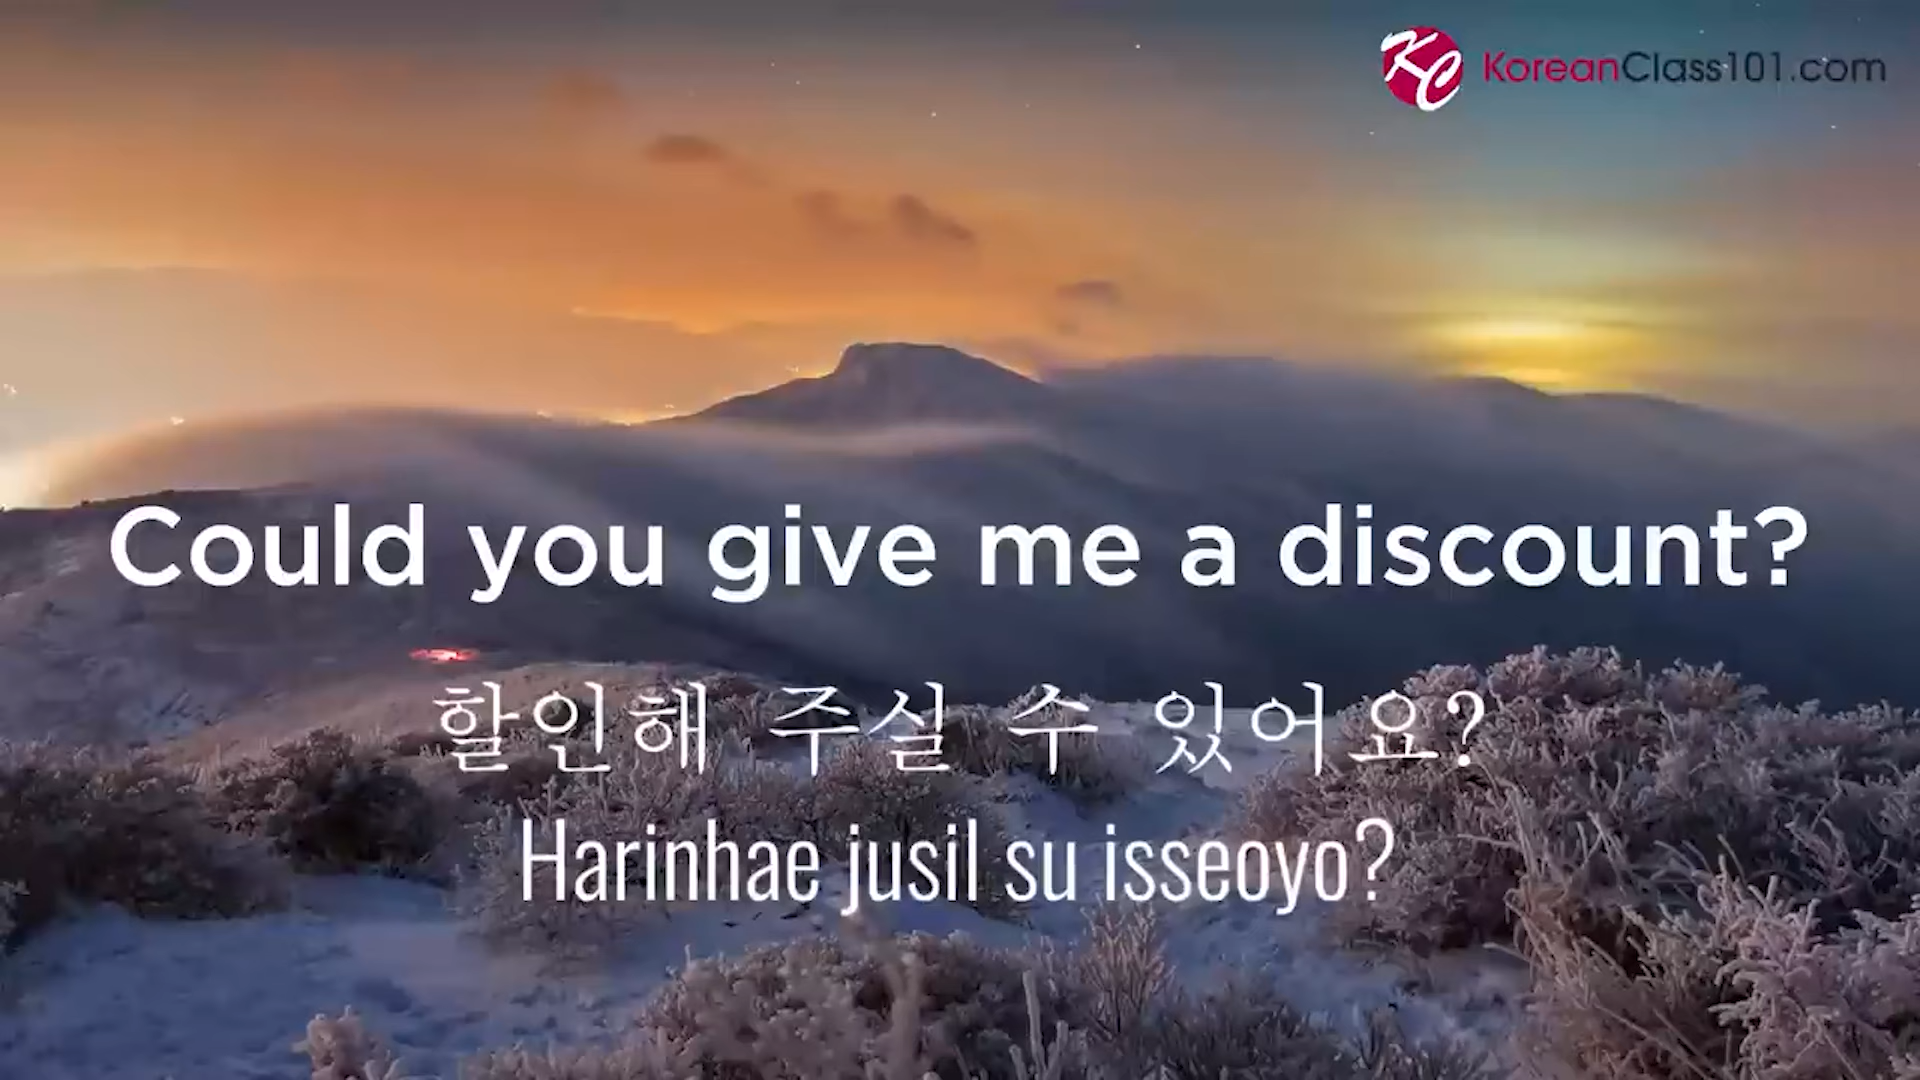 KC KoreanClass101.com
Could you give me a discount?
할인해 주실 수 있어요?
Harinhae jusil su isseoyo?